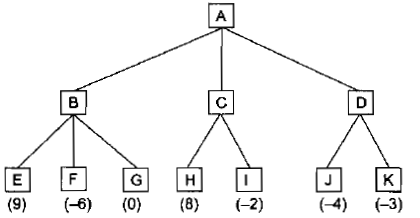 A
B C D
E F G H I J K
(9) (–6) (0) (8) (–2) (–4) (–3)